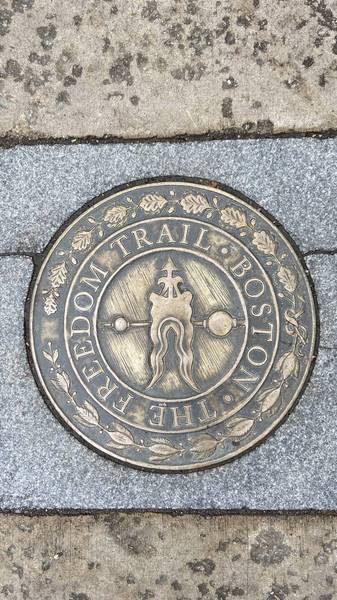 THE FREEDOM TRAIL • BOSTON •